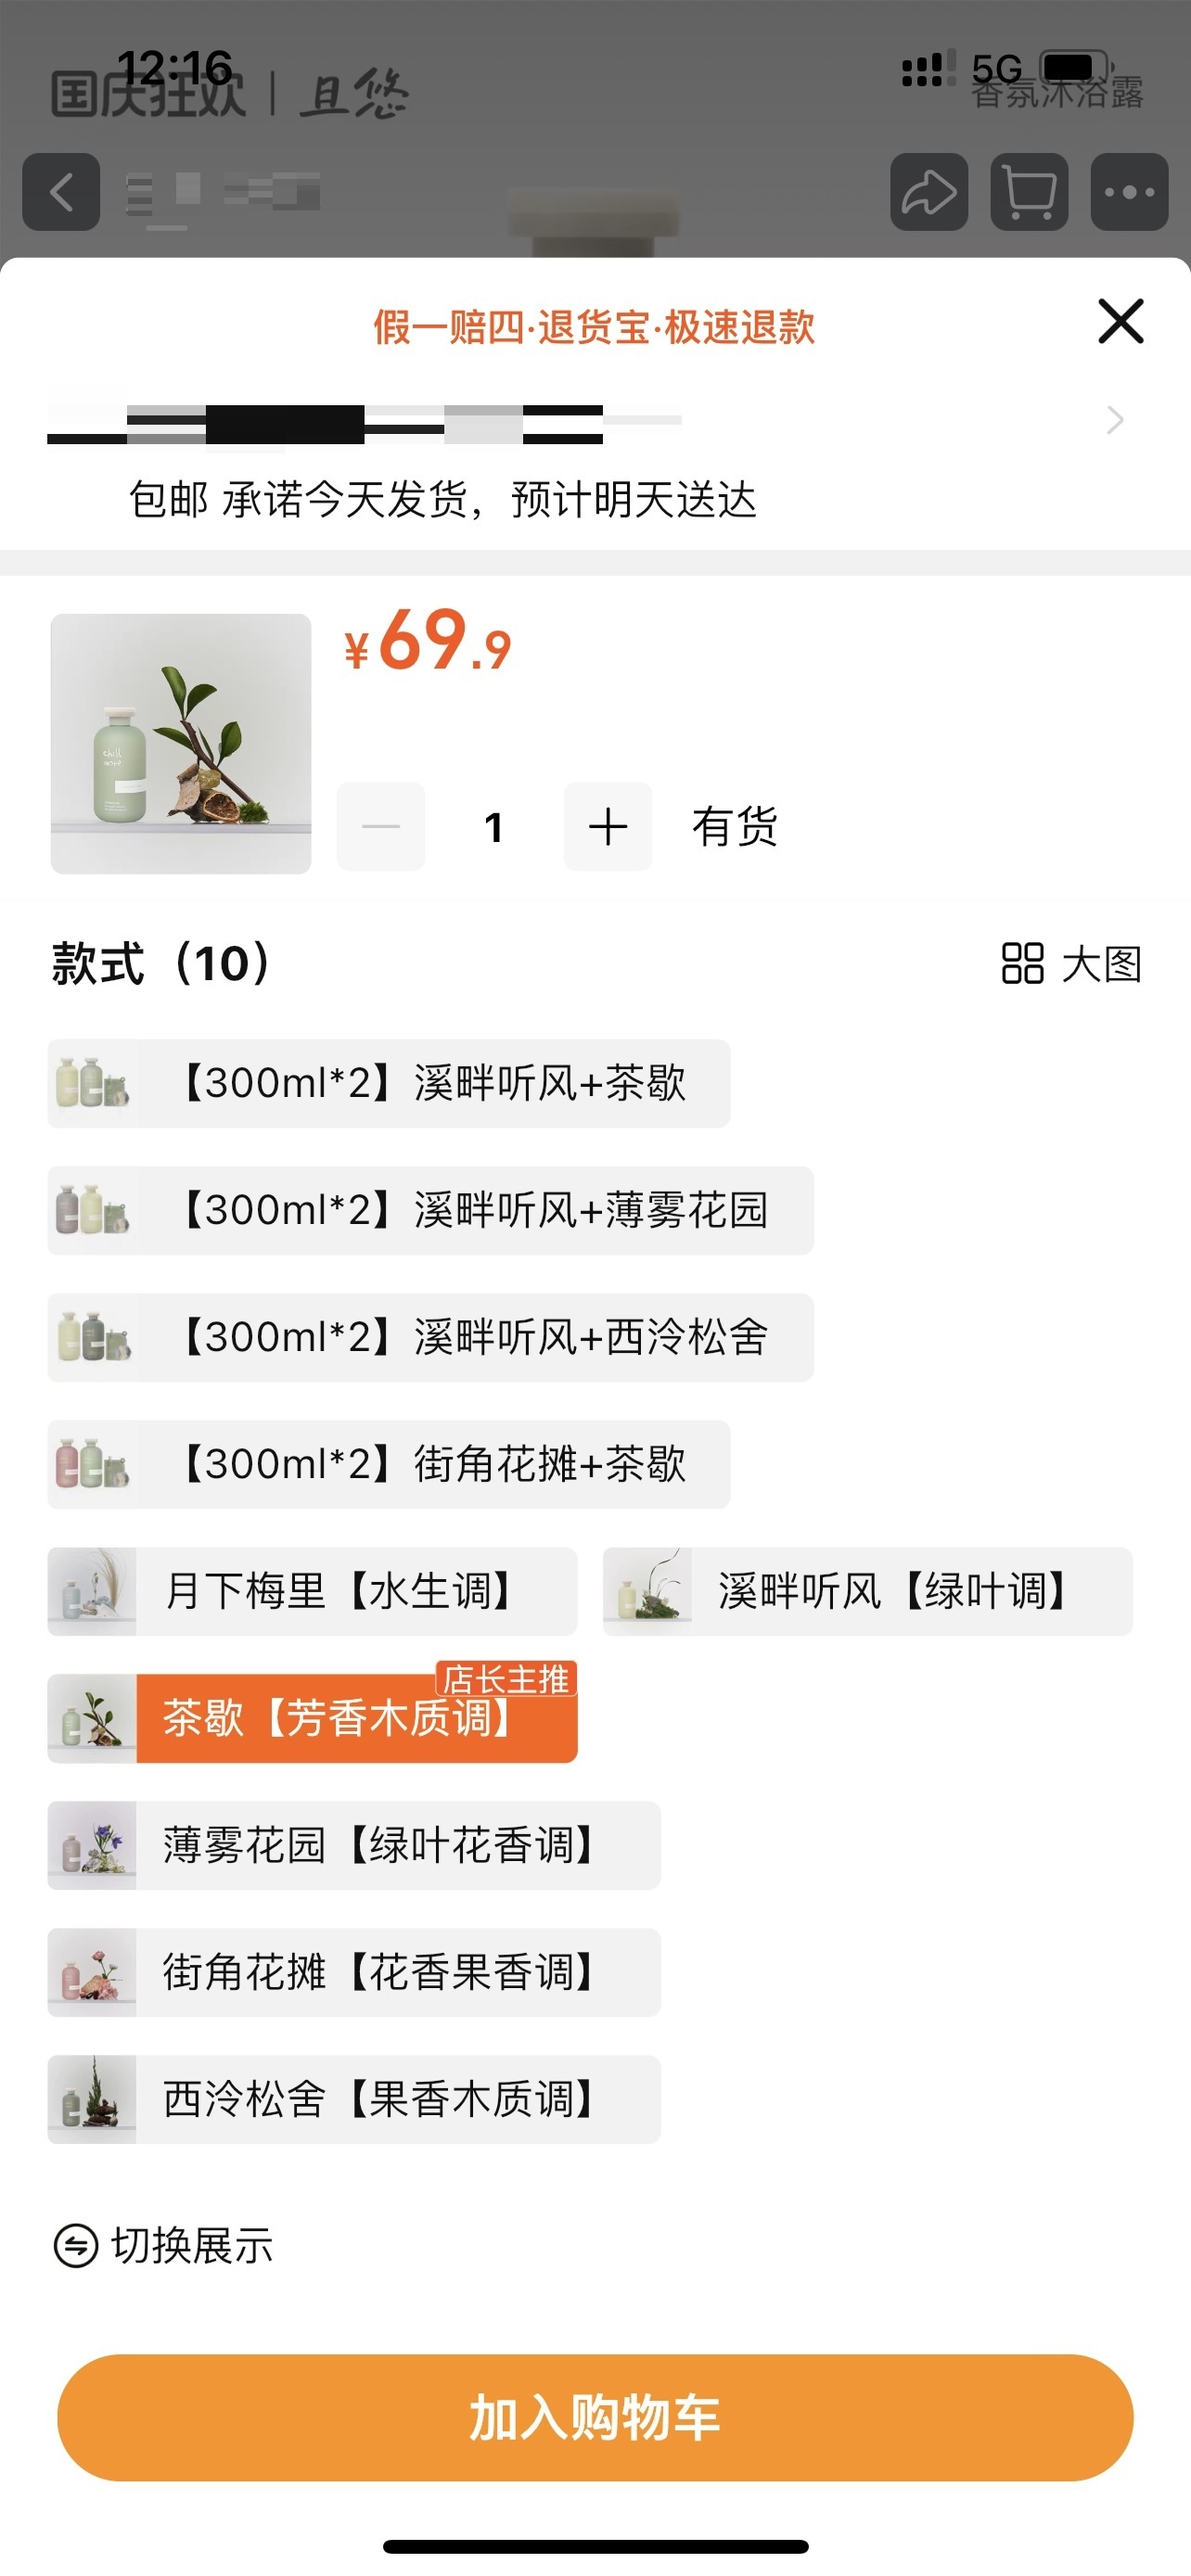 12:16
5G
国庆狂欢 | 且悠
香氛沐浴露
假一赔四·退货宝·极速退款
包邮 承诺今天发货，预计明天送达
chill
more
¥69.9
1
有货
款式（10）
大图
【300ml*2】溪畔听风+茶歇
【300ml*2】溪畔听风+薄雾花园
【300ml*2】溪畔听风+西泠松舍
【300ml*2】街角花摊+茶歇
月下梅里【水生调】
溪畔听风【绿叶调】
店长主推
茶歇【芳香木质调】
薄雾花园【绿叶花香调】
街角花摊【花香果香调】
西泠松舍【果香木质调】
切换展示
加入购物车